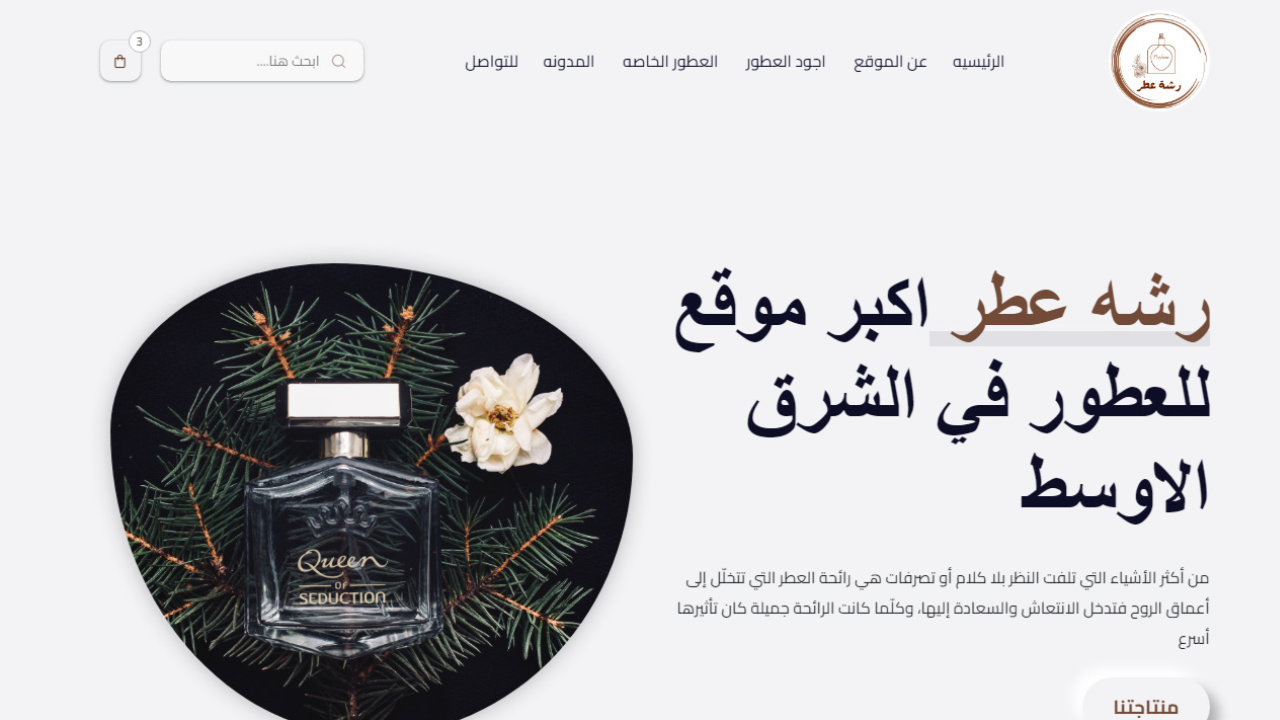 رشة عطر
الرئيسيه
عن الموقع
اجود العطور
العطور الخاصه
المدونه
للتواصل
ابحث هنا....
3
رشه عطر اكبر موقع
للعطور في الشرق
الاوسط
من أكثر الأشياء التي تلفت النظر بلا كلام أو تصرفات هي رائحة العطر التي تتخلّل إلى
أعماق الروح فتدخل الانتعاش والسعادة إليها، وكلّما كانت الرائحة جميلة كان تأثيرها
أسرع
منتاجتنا
Queen
OF
SEDUCTION